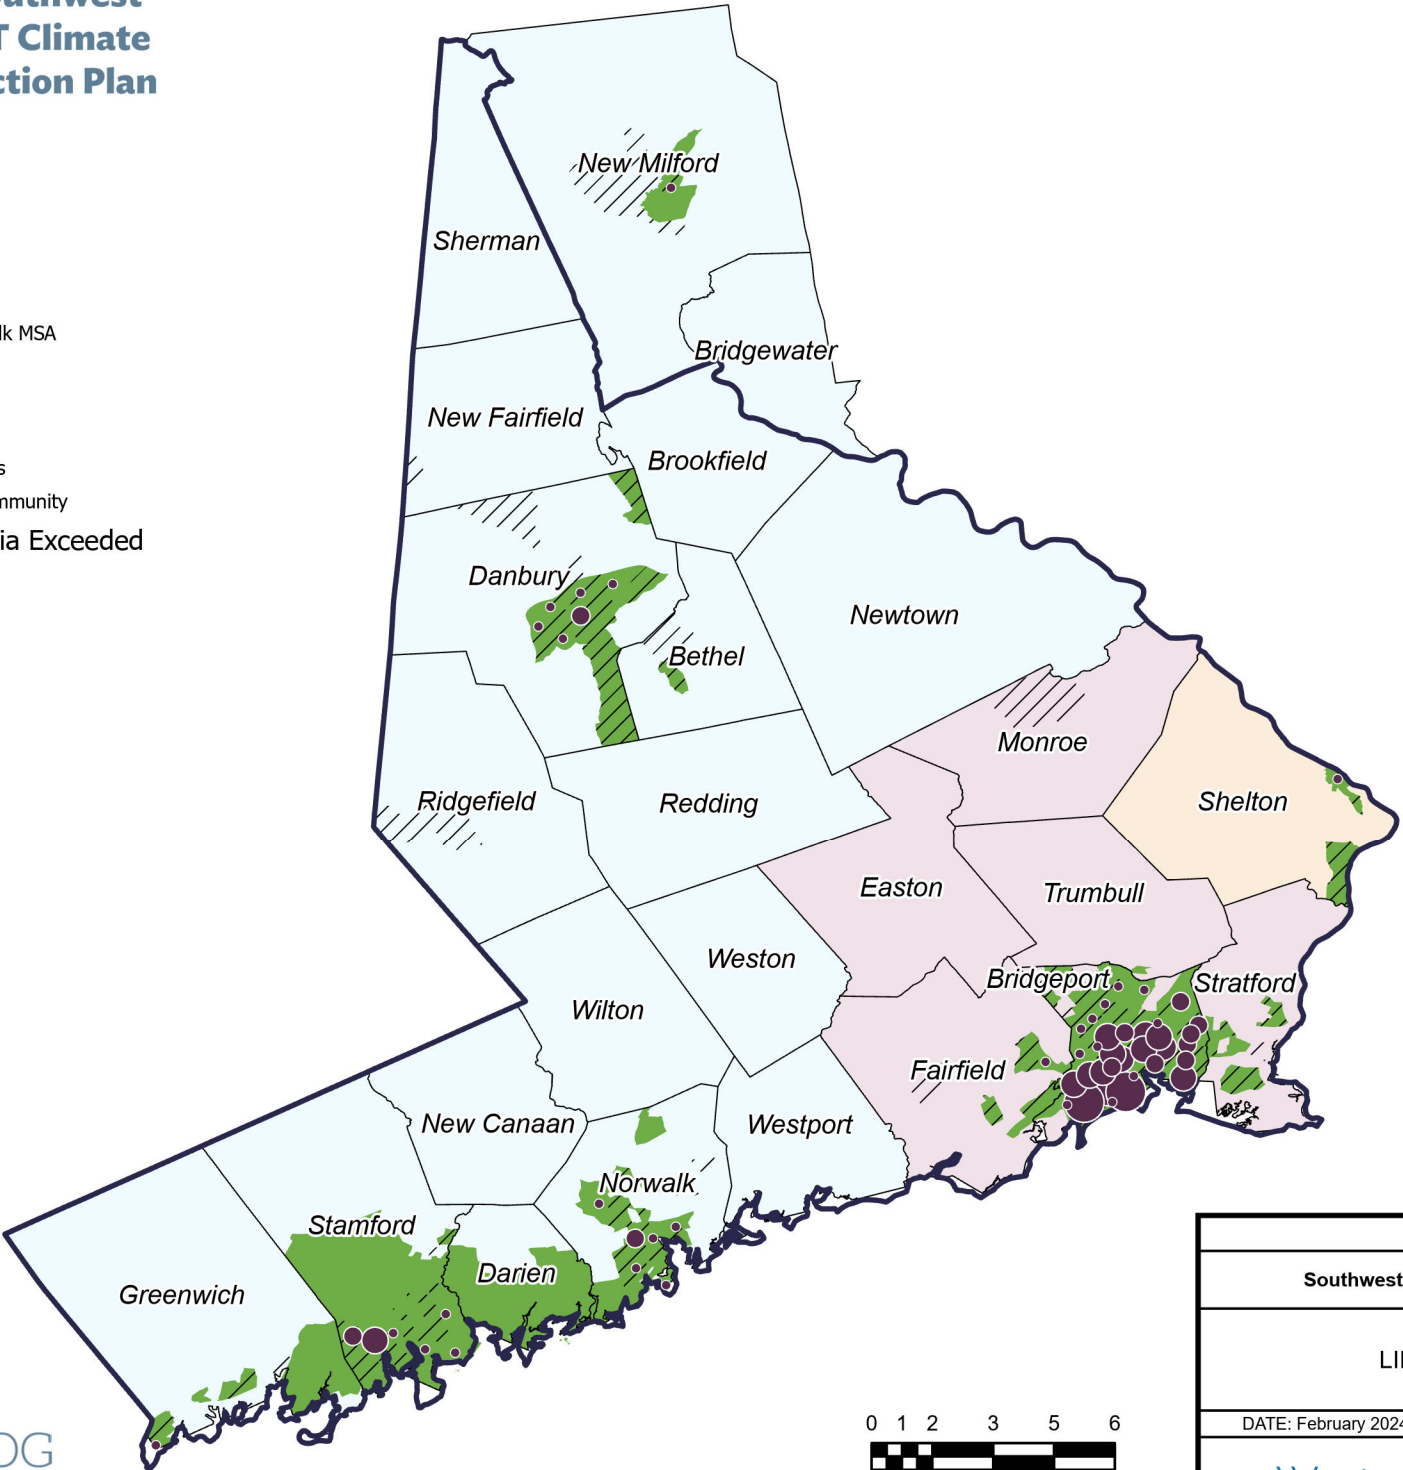 T Climate
ction Plan
New Milford
Sherman
lk MSA
Bridgewater
New Fairfield
Brookfield
s
mmunity
ia Exceeded
Danbury
Newtown
Bethel
Monroe
Ridgefield
Redding
Shelton
Easton
Trumbull
Weston
Bridgeport
Stratford
Wilton
Fairfield
New Canaan
Westport
Norwalk
Stamford
Darien
Greenwich
Southwest
LI
0 1 2 3 5 6
DATE: February 2024
OG